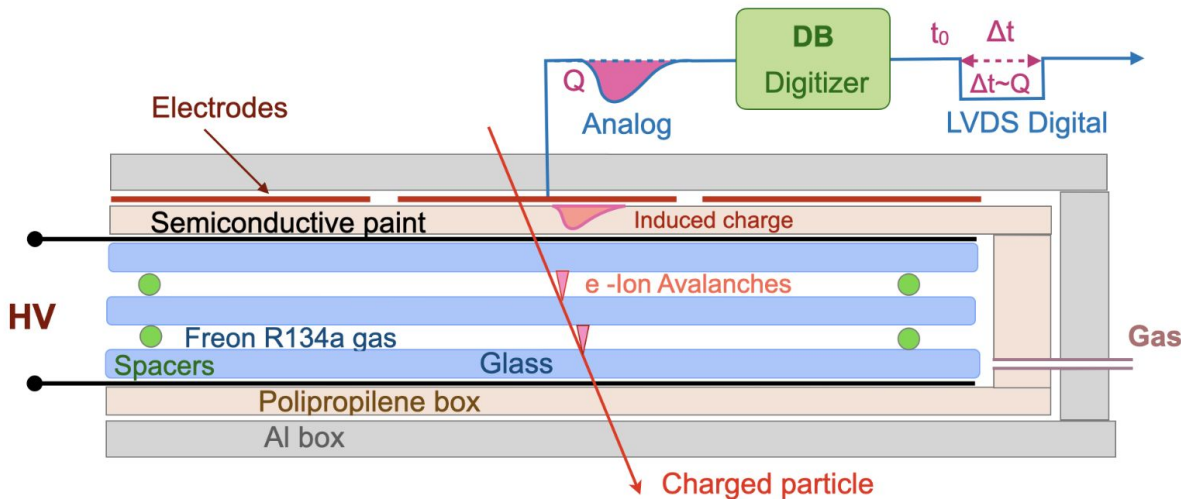 DB
Digitizer
t₀
Δt
Δt~Q
Q
Analog
LVDS Digital
Electrodes
Semiconductive paint
Induced charge
e -Ion Avalanches
HV
Freon R134a gas
Gas
Spacers
Glass
Polipropilene box
Al box
Charged particle